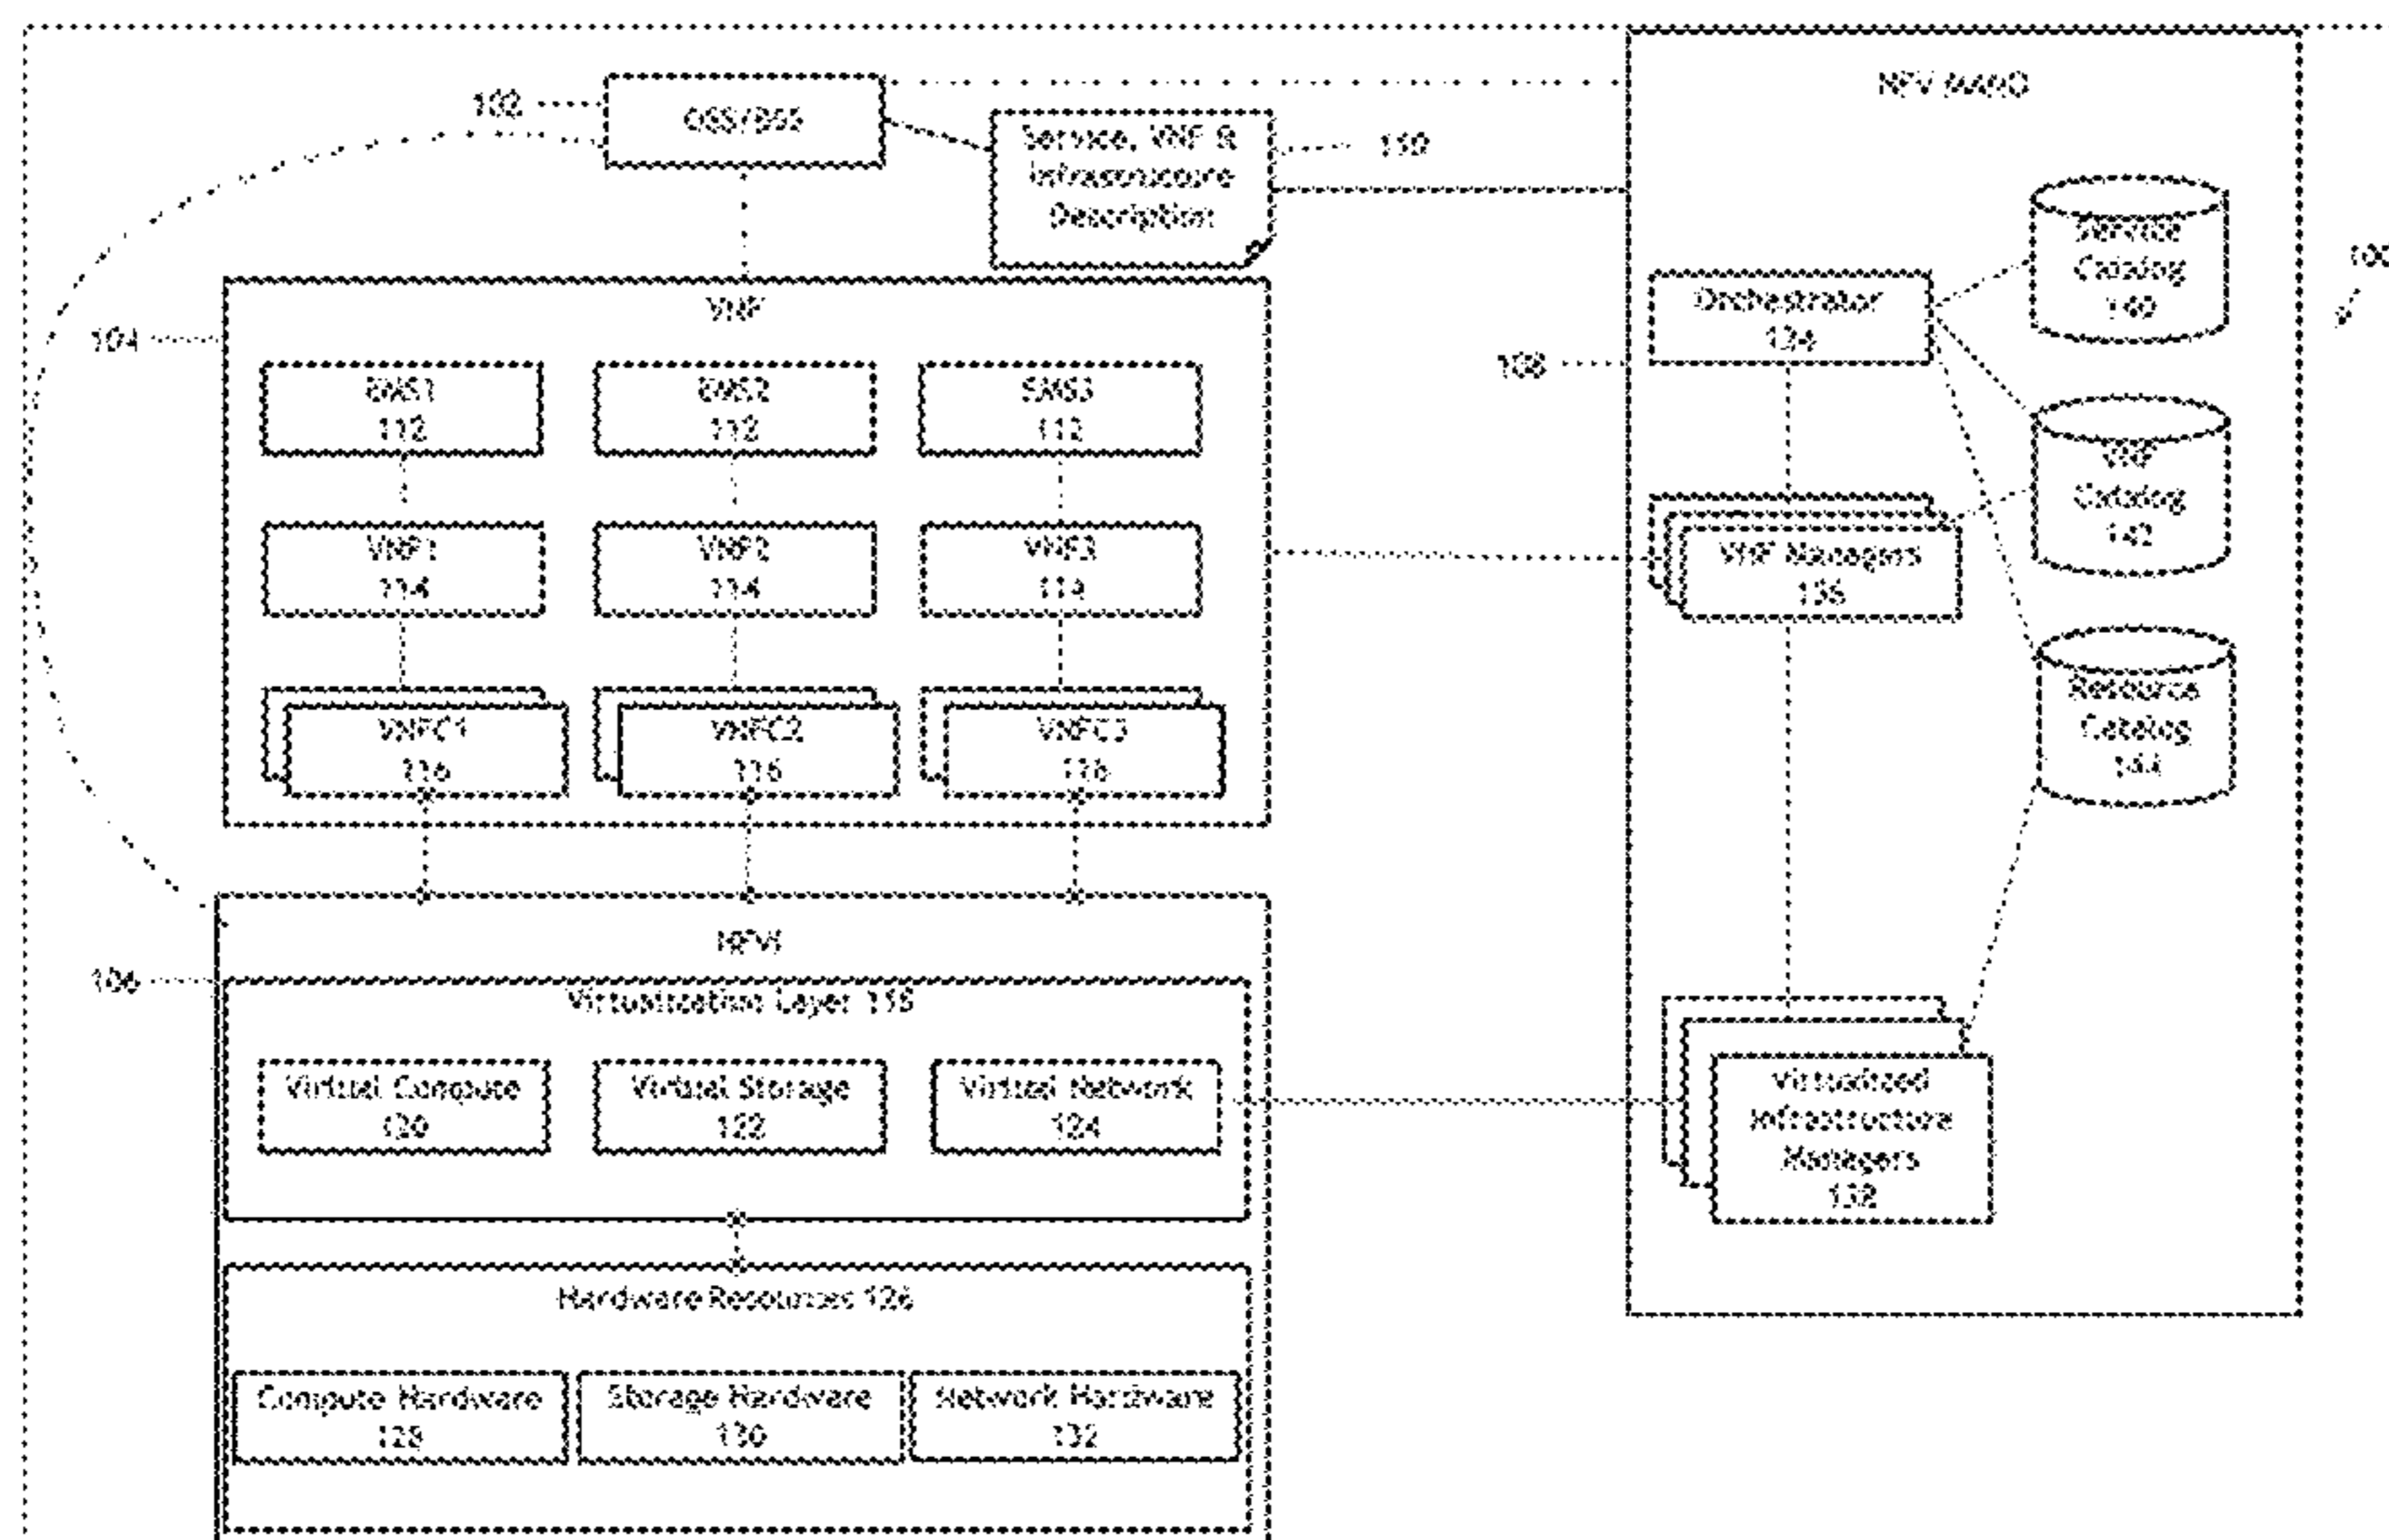 NFV MANO
102
OSS/BSS
Service, VNF &
Infrastructure
Description
110
Service
Catalog
140
100
Orchestrator
134
VNF
104
108
EMS1
112
EMS2
112
EMS3
112
VNF
Catalog
142
VNF1
114
VNF2
114
VNF3
114
VNF Managers
136
Resource
Catalog
144
VNFC1
116
VNFC2
116
VNFC3
116
NFVI
106
Virtualization Layer
Virtual Compute
120
Virtual Storage
122
Virtual Network
124
Virtualized
Infrastructure
Managers
Hardware Resources 126
Compute Hardware
128
Storage Hardware
130
Network Hardware
132